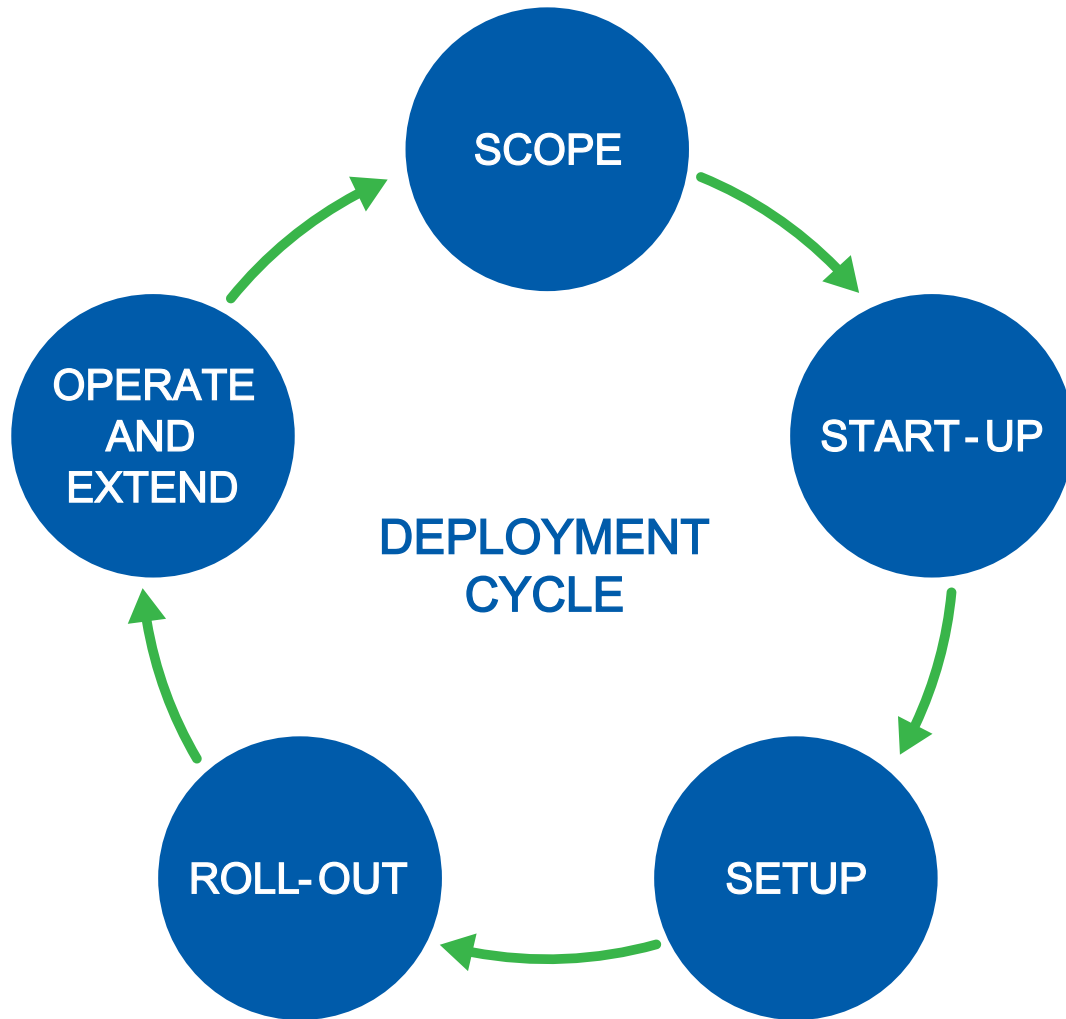 SCOPE
START-UP
SETUP
ROLL-OUT
OPERATE
AND
EXTEND
DEPLOYMENT
CYCLE